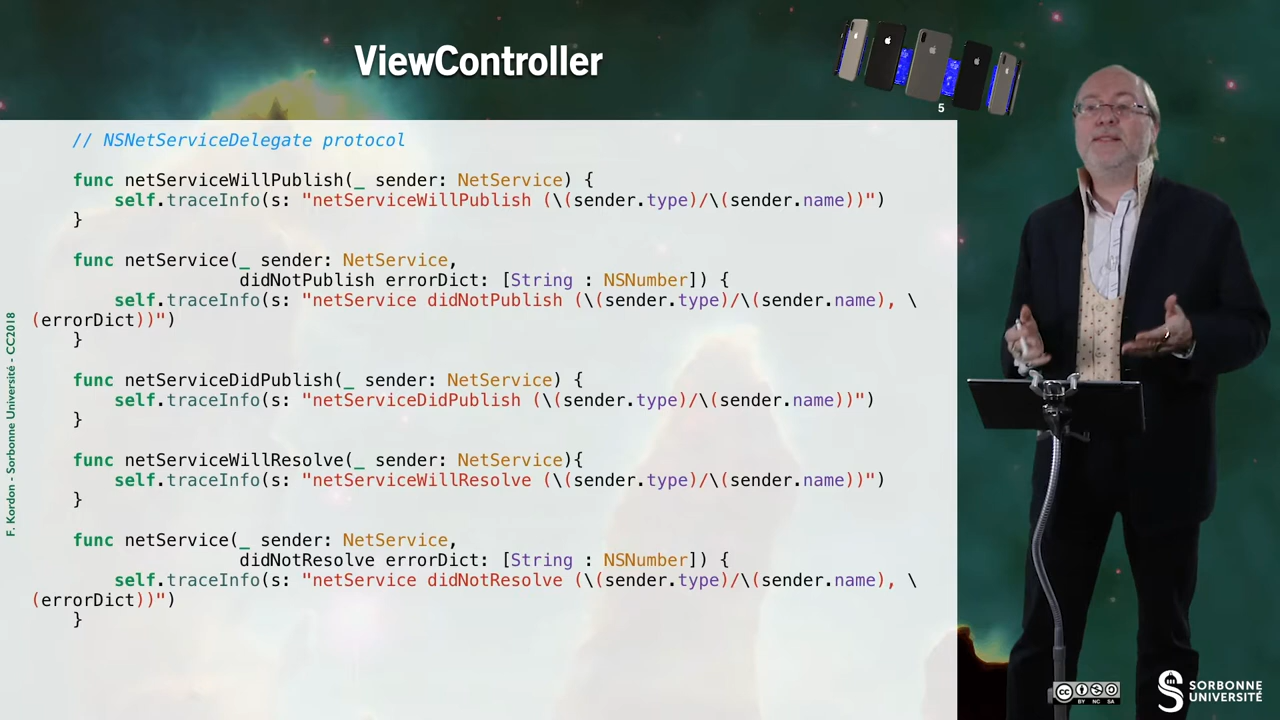 ViewController
5
// NSNetServiceDelegate protocol
func netServiceWillPublish(_ sender: NetService) {
self.traceInfo(s: "netServiceWillPublish (\(sender.type)/\(sender.name))")
}
func netService(_ sender: NetService,
didNotPublish errorDict: [String : NSNumber]) {
self.traceInfo(s: "netService didNotPublish (\(sender.type)/\(sender.name), \
(errorDict))")
}
func netServiceDidPublish(_ sender: NetService) {
self.traceInfo(s: "netServiceDidPublish (\(sender.type)/\(sender.name))")
}
func netServiceWillResolve(_ sender: NetService){
self.traceInfo(s: "netServiceWillResolve (\(sender.type)/\(sender.name))")
}
func netService(_ sender: NetService,
didNotResolve errorDict: [String : NSNumber]) {
self.traceInfo(s: "netService didNotResolve (\(sender.type)/\(sender.name), \
(errorDict))")
}
F. Kordon - Sorbonne Université - CC2018
CC BY NC SA
SORBONNE
UNIVERSITÉ